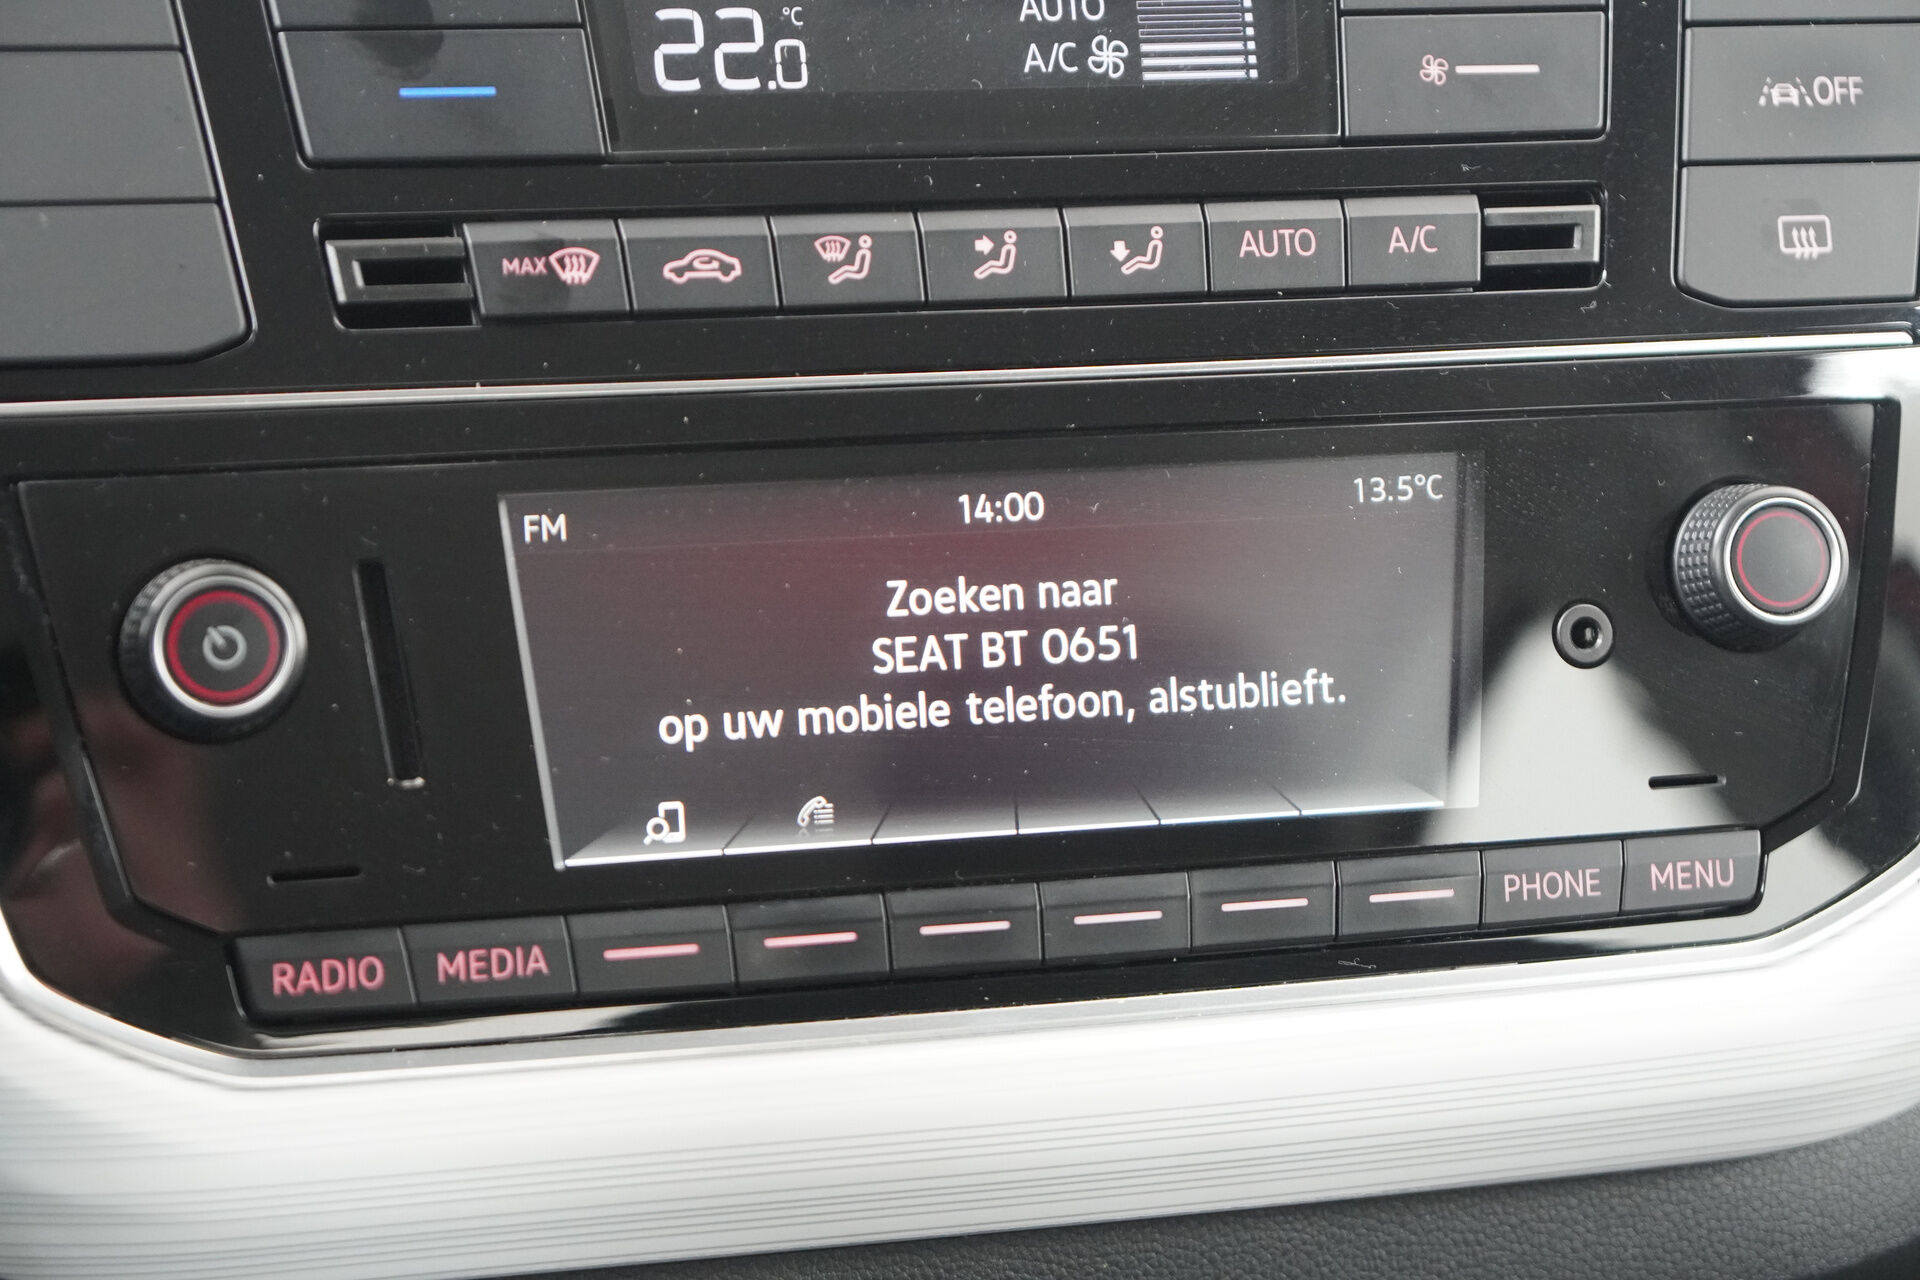 22.0 °C
AUTO
A/C
OFF
MAX
AUTO
A/C
FM
14:00
13.5°C
Zoeken naar
SEAT BT 0651
op uw mobiele telefoon, alstublieft.
RADIO
MEDIA
PHONE
MENU